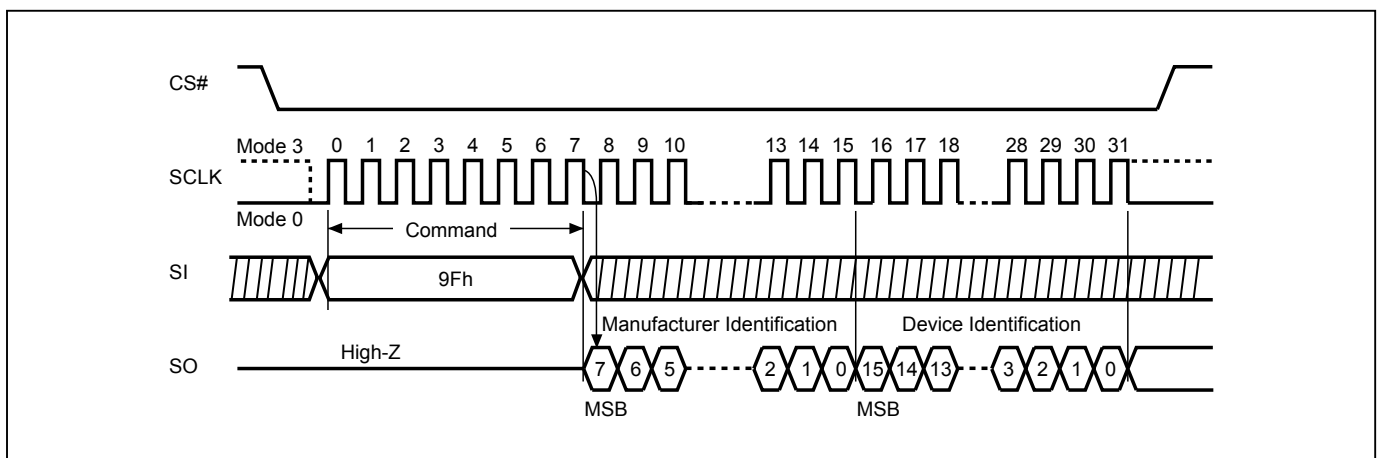 CS#
Mode 3 0 1 2 3 4 5 6 7 8 9 10 13 14 15 16 17 18 28 29 30 31
SCLK
Mode 0
Command
SI 9Fh
Manufacturer Identification Device Identification
High-Z
SO 7 6 5 2 1 0 15 14 13 3 2 1 0
MSB MSB